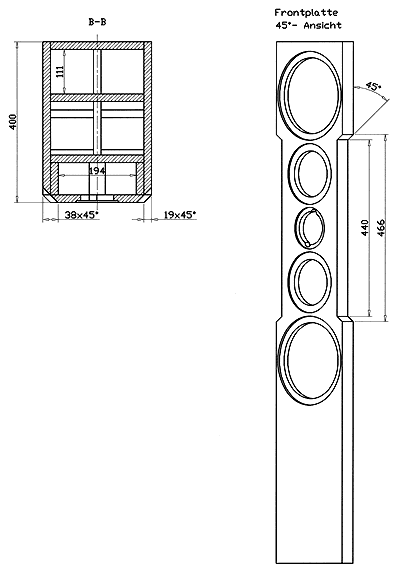 Frontplatte
45°- Ansicht
B-B
111
400
194
38x45°
19x45°
45°
440
466